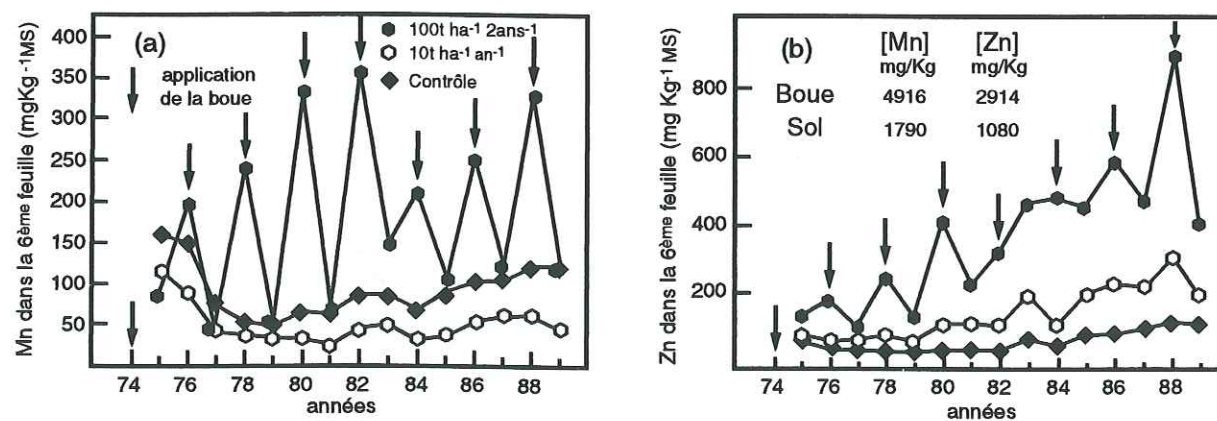 Mn dans la 6ème feuille (mgKg⁻¹MS)
400
350
300
250
200
150
100
50
(a)
application
de la boue
100t ha⁻¹ 2ans⁻¹
10t ha⁻¹ an⁻¹
Contrôle
74 76 78 80 82 84 86 88
années
Zn dans la 6ème feuille (mg Kg⁻¹ MS)
800
600
400
200
(b)
[Mn] [Zn]
mg/Kg mg/Kg
Boue 4916 2914
Sol 1790 1080
74 76 78 80 82 84 86 88
années